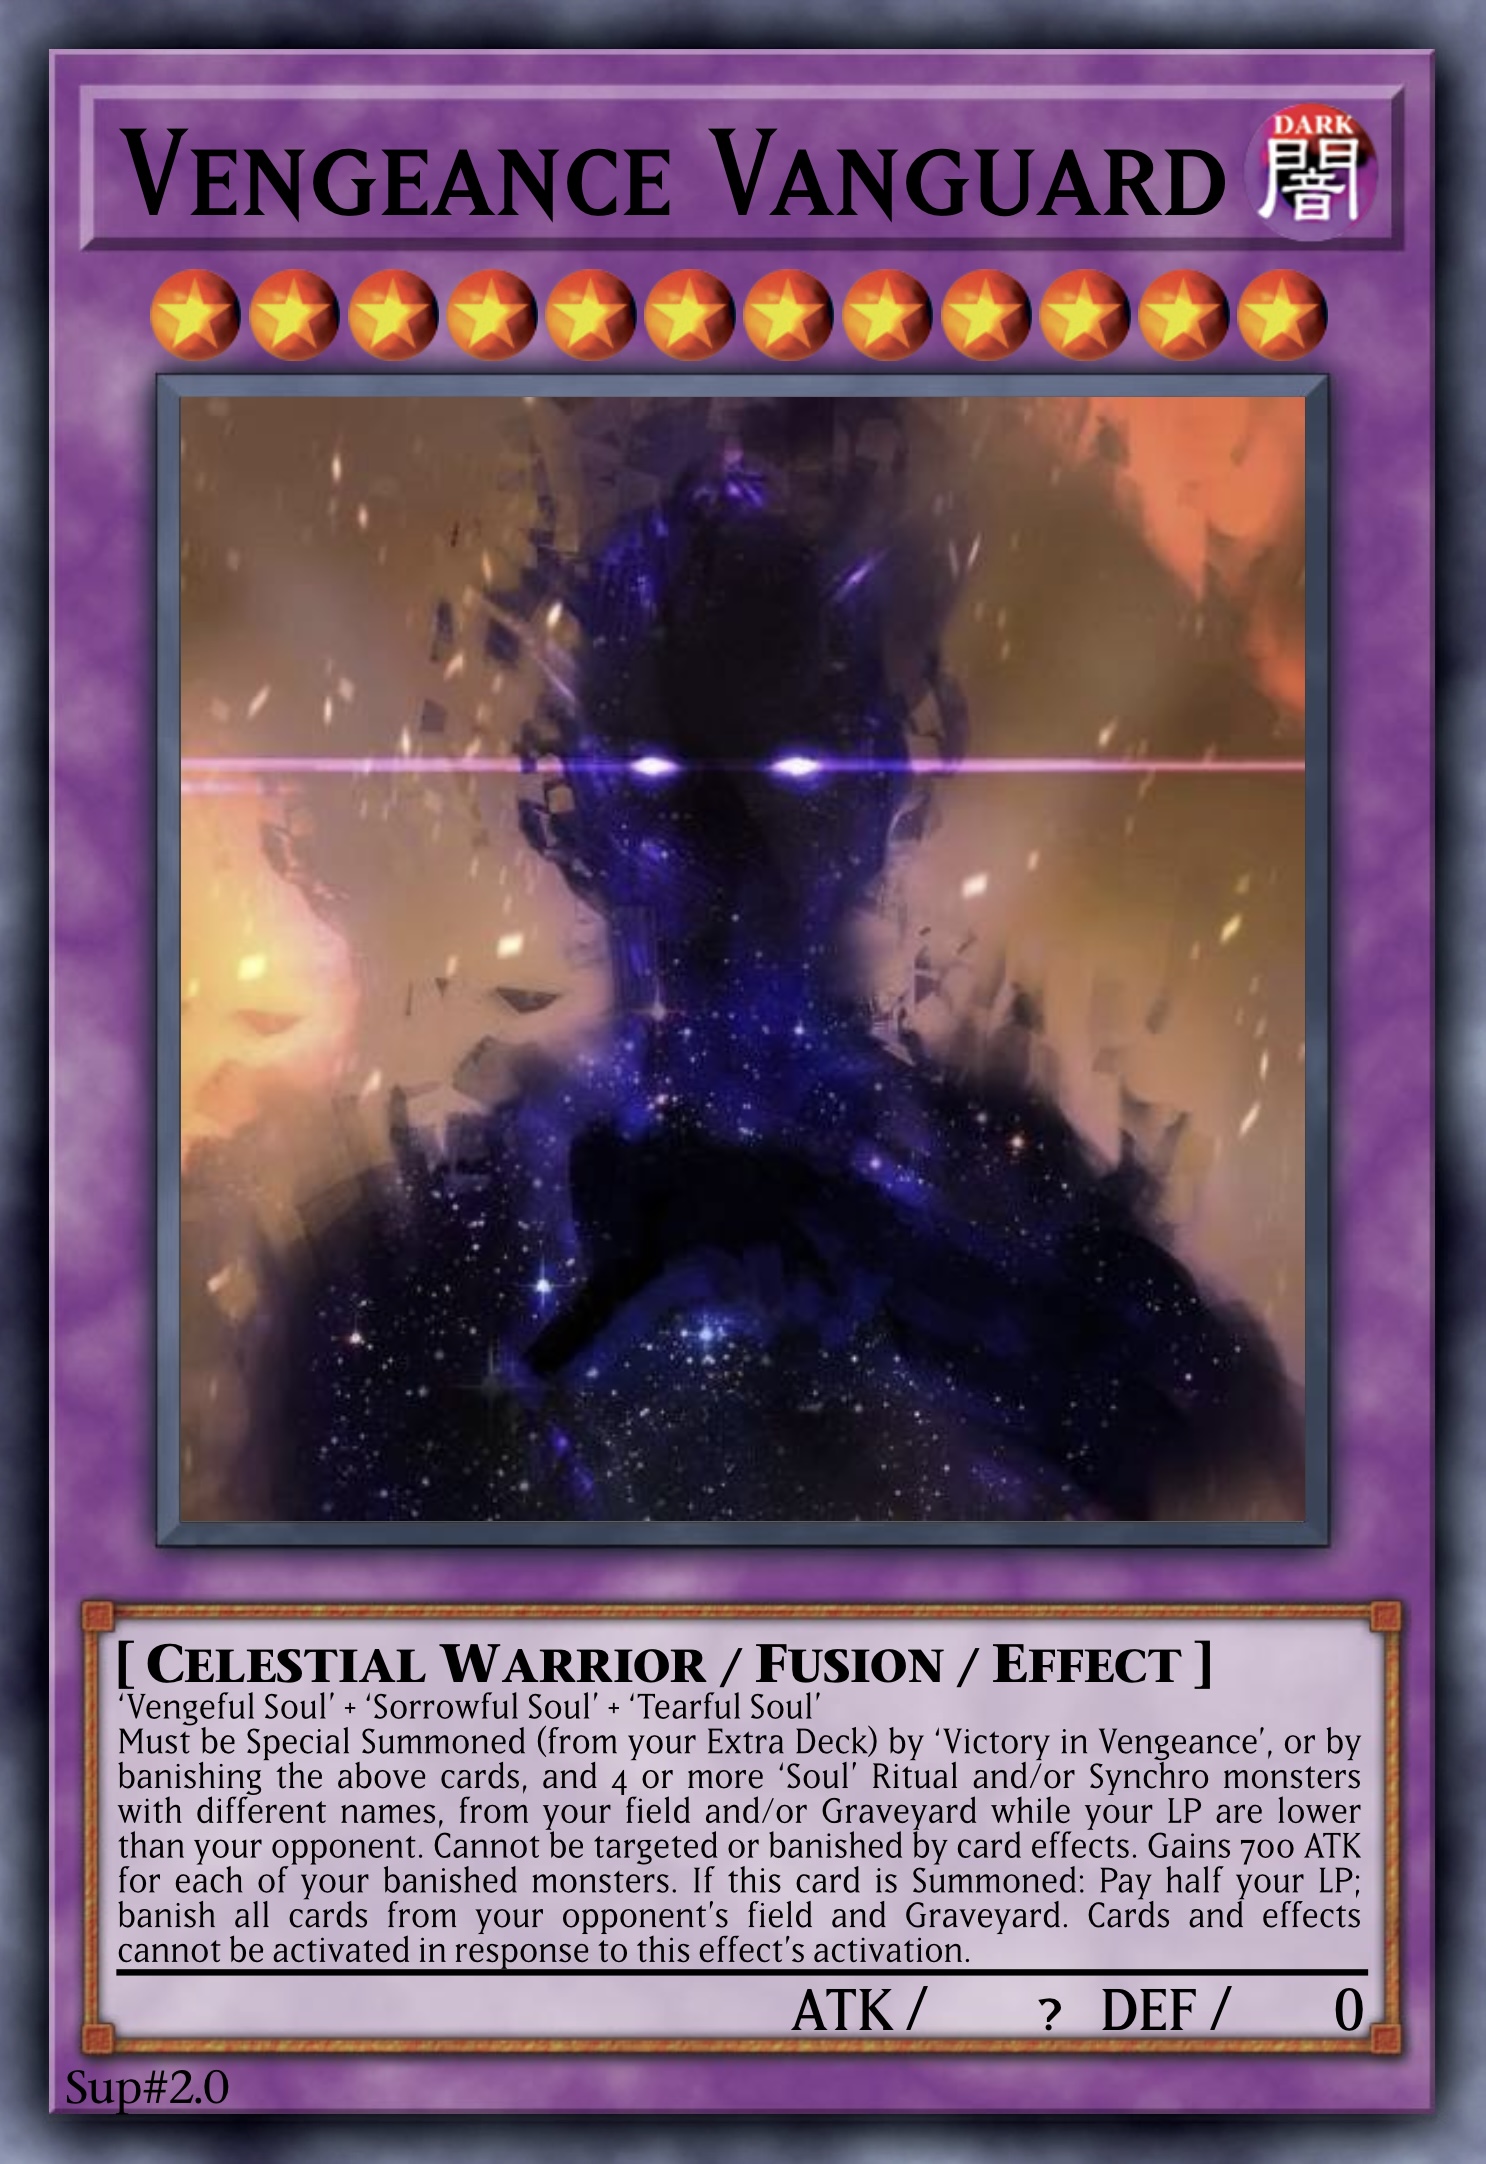 Vengeance Vanguard
DARK
闇
[ Celestial Warrior / Fusion / Effect ]
‘Vengeful Soul’ + ‘Sorrowful Soul’ + ‘Tearful Soul’
Must be Special Summoned (from your Extra Deck) by ‘Victory in Vengeance’, or by
banishing the above cards, and 4 or more ‘Soul’ Ritual and/or Synchro monsters
with different names, from your field and/or Graveyard while your LP are lower
than your opponent. Cannot be targeted or banished by card effects. Gains 700 ATK
for each of your banished monsters. If this card is Summoned: Pay half your LP;
banish all cards from your opponent's field and Graveyard. Cards and effects
cannot be activated in response to this effect's activation.
ATK / ? DEF / 0
Sup#2.0